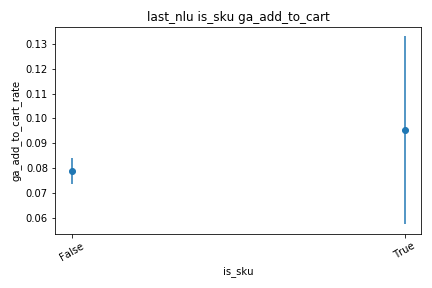 last_nlu is_sku ga_add_to_cart
ga_add_to_cart_rate
0.13
0.12
0.11
0.10
0.09
0.08
0.07
0.06
False
True
is_sku